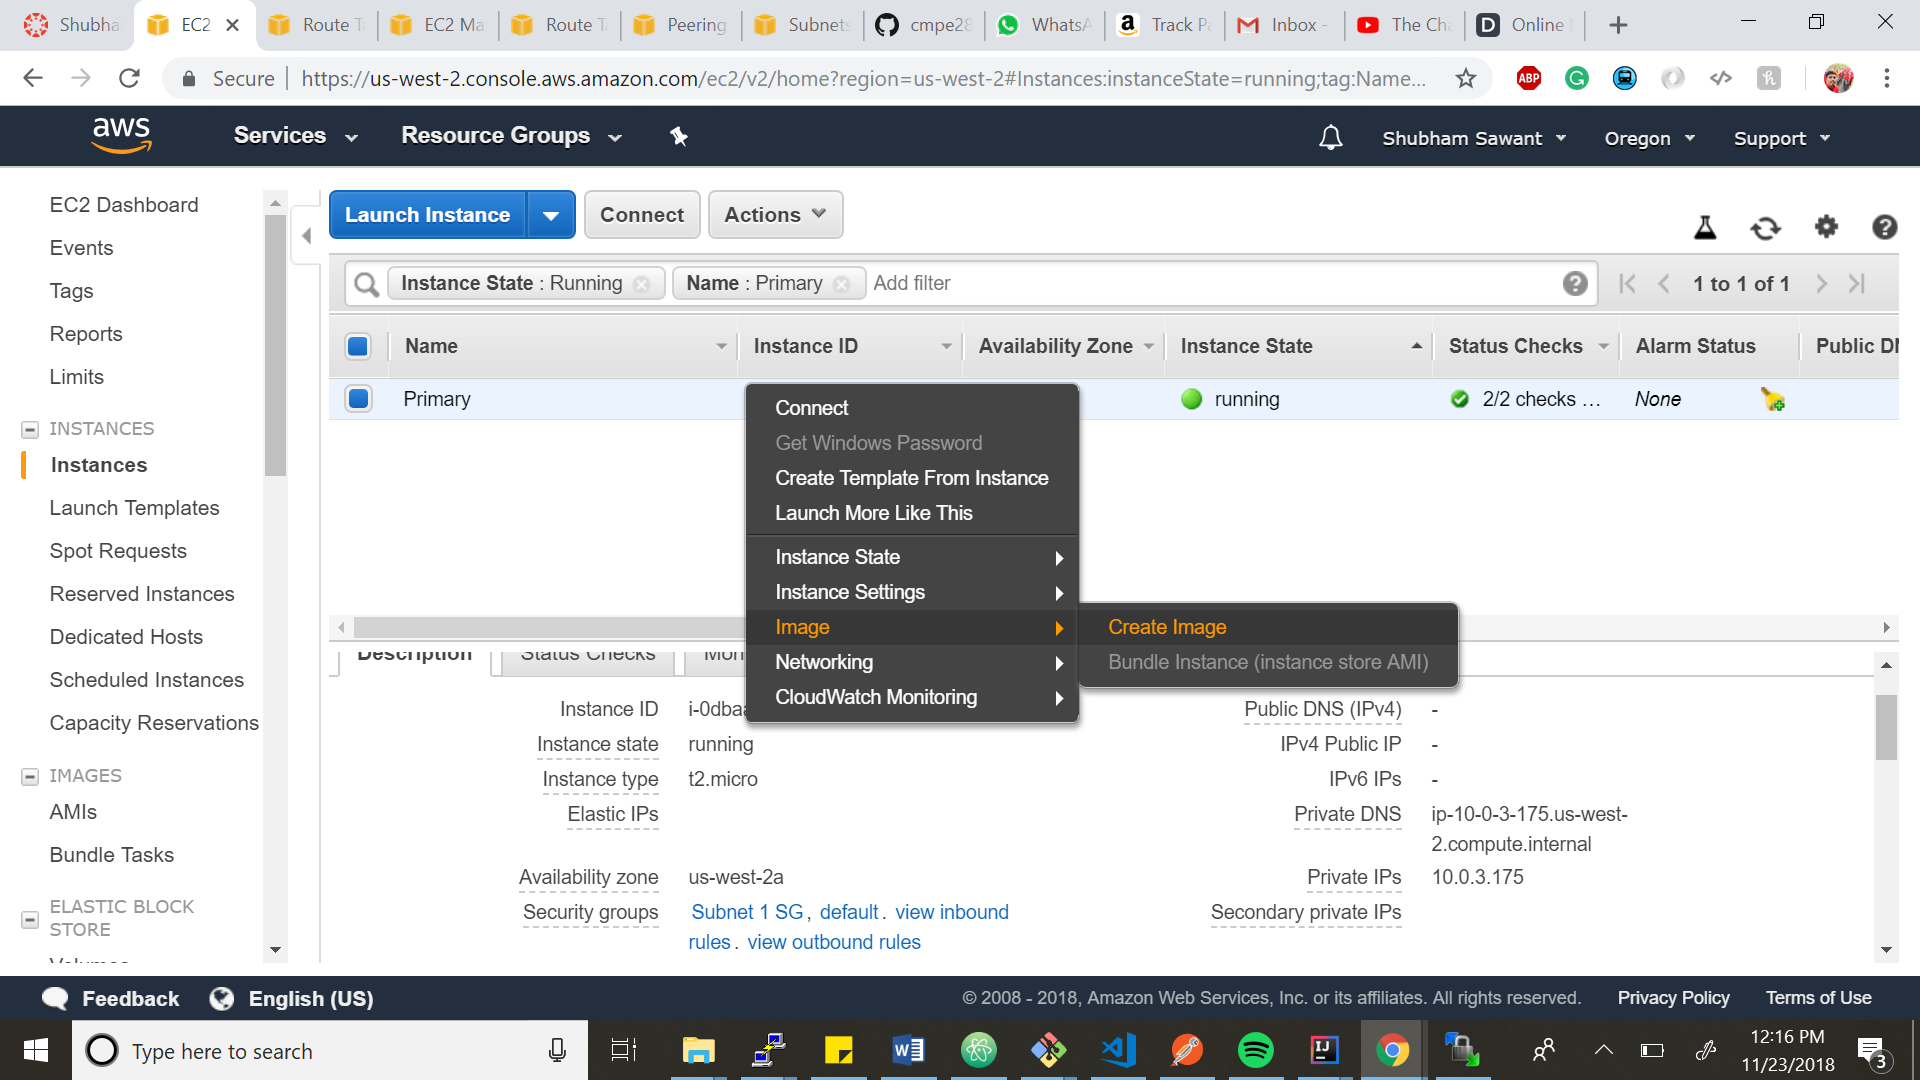 Shubha
EC2
Route T
EC2 Ma
Route T
Peering
Subnets
cmpe28
WhatsA
Track Pa
Inbox -
The Cha
Online
Secure
https://us-west-2.console.aws.amazon.com/ec2/v2/home?region=us-west-2#Instances:instanceState=running;tag:Name...
ABP
aws
Services
Resource Groups
Shubham Sawant
Oregon
Support
EC2 Dashboard
Events
Tags
Reports
Limits
INSTANCES
Instances
Launch Templates
Spot Requests
Reserved Instances
Dedicated Hosts
Scheduled Instances
Capacity Reservations
IMAGES
AMIs
Bundle Tasks
ELASTIC BLOCK
STORE
Volumes
Launch Instance
Connect
Actions
Instance State : Running
Name : Primary
Add filter
1 to 1 of 1
Name
Instance ID
Availability Zone
Instance State
Status Checks
Alarm Status
Public DN
Primary
running
2/2 checks ...
None
Connect
Get Windows Password
Create Template From Instance
Launch More Like This
Instance State
Instance Settings
Image
Networking
CloudWatch Monitoring
Create Image
Bundle Instance (instance store AMI)
Description
Status Checks
Mon
Instance ID i-0dbaa
Instance state running
Instance type t2.micro
Elastic IPs
Availability zone us-west-2a
Security groups Subnet 1 SG, default. view inbound
rules. view outbound rules
Public DNS (IPv4) -
IPv4 Public IP -
IPv6 IPs -
Private DNS ip-10-0-3-175.us-west-
2.compute.internal
Private IPs 10.0.3.175
Secondary private IPs
Feedback
English (US)
© 2008 - 2018, Amazon Web Services, Inc. or its affiliates. All rights reserved.
Privacy Policy
Terms of Use
Type here to search
12:16 PM
11/23/2018
3